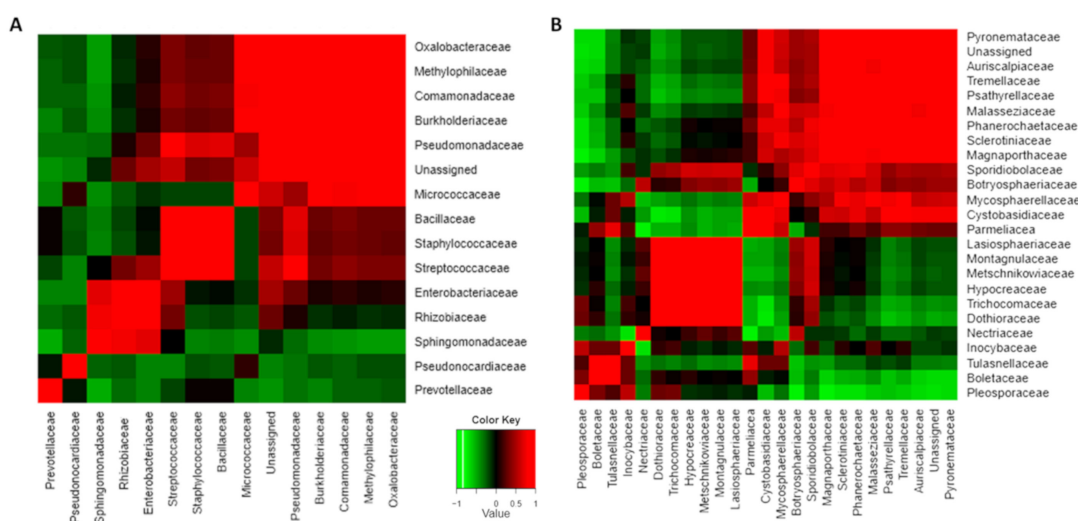 A
Oxalobacteraceae
Methylophilaceae
Comamonadaceae
Burkholderiaceae
Pseudomonadaceae
Unassigned
Micrococcaceae
Bacillaceae
Staphylococcaceae
Streptococcaceae
Enterobacteriaceae
Rhizobiaceae
Sphingomonadaceae
Pseudonocardiaceae
Prevotellaceae
Prevotellaceae
Pseudonocardiaceae
Sphingomonadaceae
Rhizobiaceae
Enterobacteriaceae
Streptococcaceae
Staphylococcaceae
Bacillaceae
Micrococcaceae
Unassigned
Pseudomonadaceae
Burkholderiaceae
Comamonadaceae
Methylophilaceae
Oxalobacteraceae
Color Key
-1 -0.5 0 0.5 1
Value
B
Pyronemataceae
Unassigned
Auriscalpiaceae
Tremellaceae
Psathyrellaceae
Malasseziaceae
Phanerochaetaceae
Sclerotiniaceae
Magnaporthaceae
Sporidiobolaceae
Botryosphaeriaceae
Mycosphaerellaceae
Cystobasidiaceae
Parmeliacea
Lasiosphaeriaceae
Montagnulaceae
Metschnikowiaceae
Hypocreaceae
Trichocomaceae
Dothioraceae
Nectriaceae
Inocybaceae
Tulasnellaceae
Boletaceae
Pleosporaceae
Pleosporaceae
Boletaceae
Tulasnellaceae
Inocybaceae
Nectriaceae
Dothioraceae
Trichocomaceae
Hypocreaceae
Metschnikowiaceae
Montagnulaceae
Lasiosphaeriaceae
Parmeliacea
Cystobasidiaceae
Mycosphaerellaceae
Botryosphaeriaceae
Sporidiobolaceae
Magnaporthaceae
Sclerotiniaceae
Phanerochaetaceae
Malasseziaceae
Psathyrellaceae
Tremellaceae
Auriscalpiaceae
Unassigned
Pyronemataceae